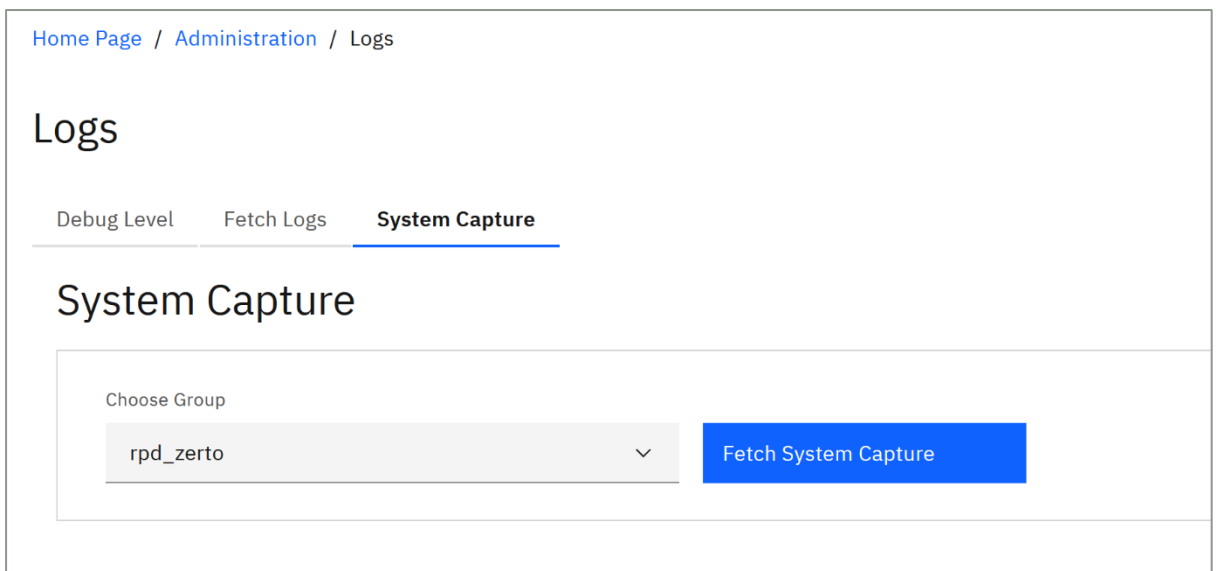 Home Page / Administration / Logs
Logs
Debug Level Fetch Logs System Capture
System Capture
Choose Group
rpd_zerto Fetch System Capture